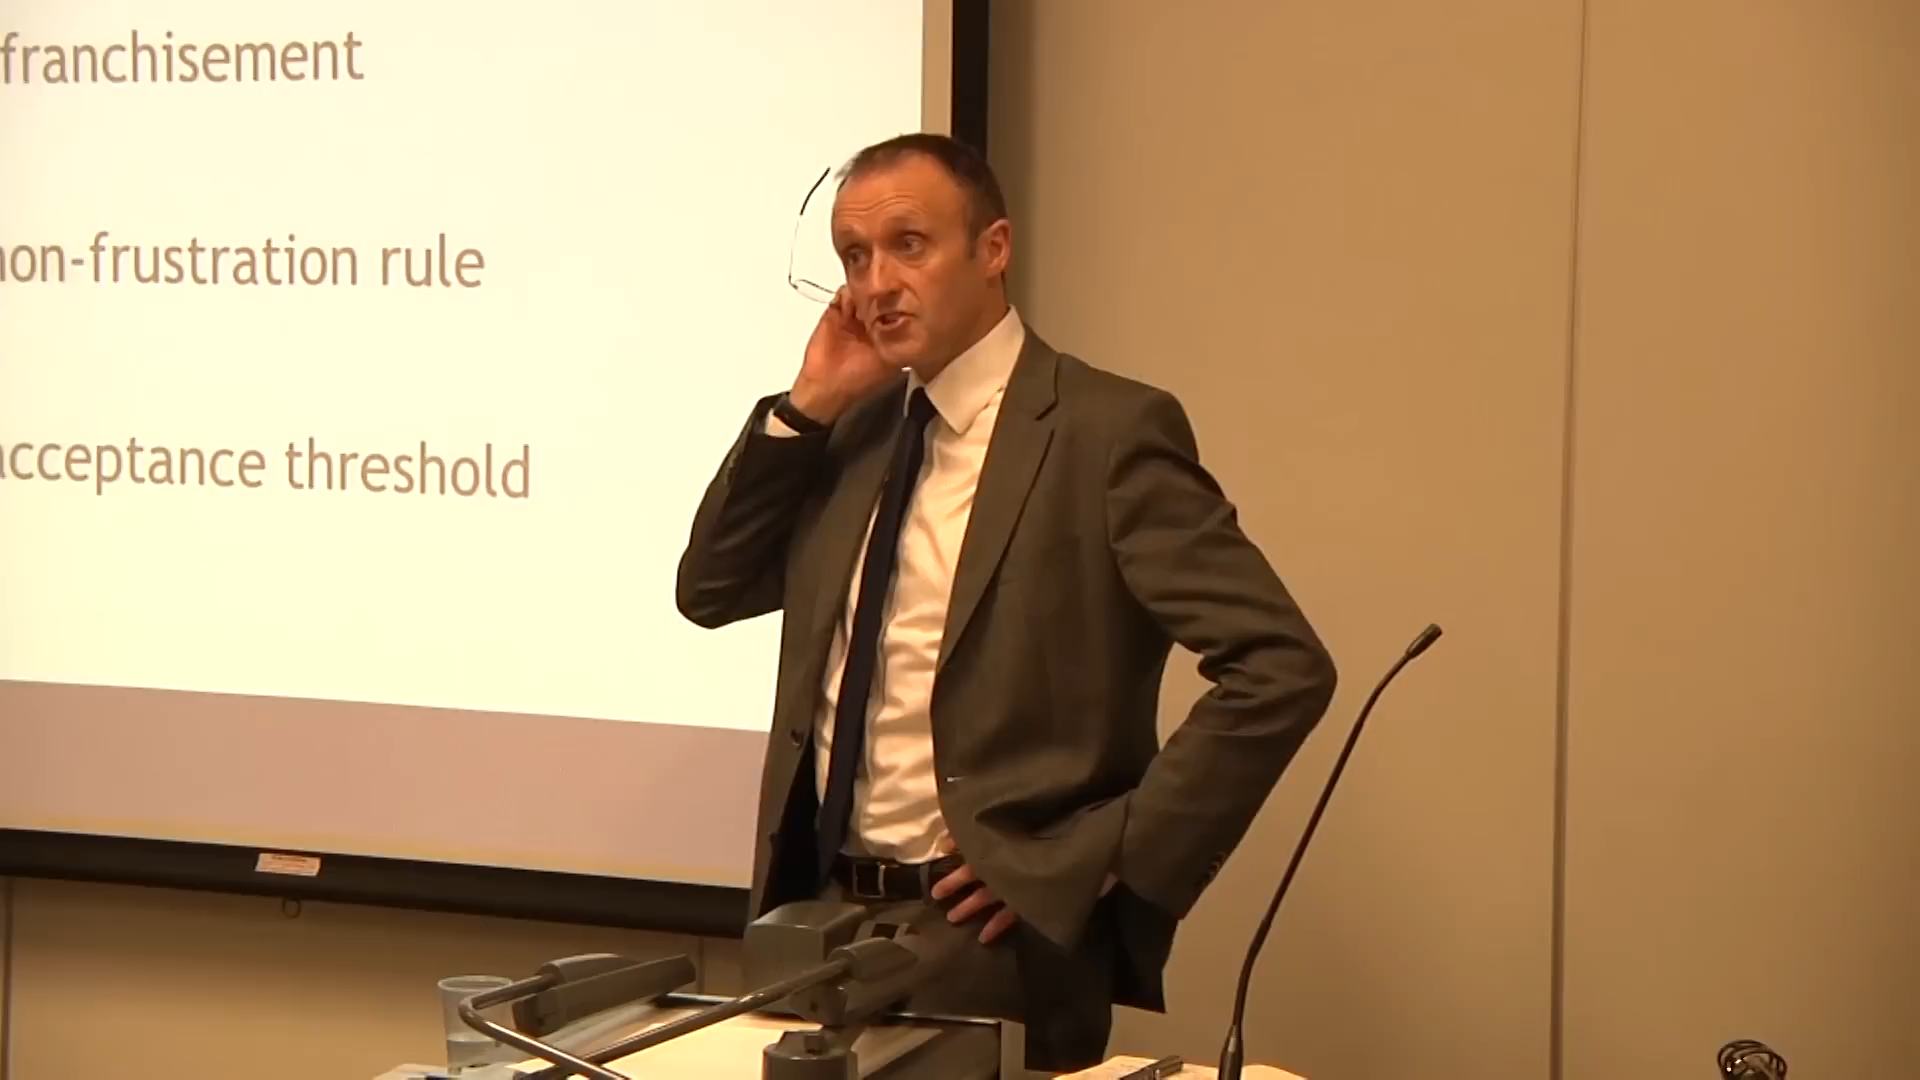 franchisement
non-frustration rule
acceptance threshold